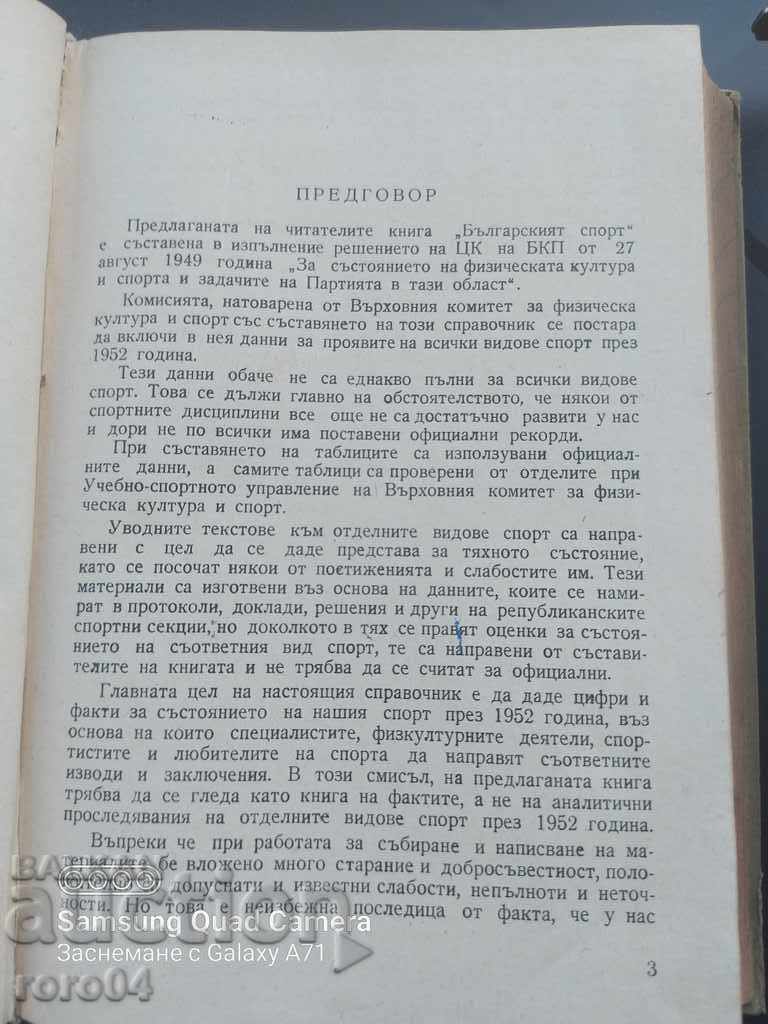 ПРЕДГОВОР
Предлаганата на читателите книга „Българският спорт“
е съставена в изпълнение решението на ЦК на БКП от 27
август 1949 година „За състоянието на физическата култура
и спорта и задачите на Партията в тази област“.
Комисията, натоварена от Върховния комитет за физическа
култура и спорт със съставянето на този справочник се постара
да включи в нея данни за проявите на всички видове спорт през
1952 година.
Тези данни обаче не са еднакво пълни за всички видове
спорт. Това се дължи главно на обстоятелството, че някои от
спортните дисциплини все още не са достатъчно развити у нас
и дори не по всички има поставени официални рекорди.
При съставянето на таблиците са използувани официал-
ните данни, а самите таблици са проверени от отделите при
Учебно-спортното управление на Върховния комитет за физи-
ческа култура и спорт.
Уводните текстове към отделните видове спорт са напра-
вени с цел да се даде представа за тяхното състояние,
като се посочат някои от постиженията и слабостите им. Тези
материали са изготвени въз основа на данните, които се нами-
рат в протоколи, доклади, решения и други на републиканските
спортни секции, но доколкото в тях се правят оценки за състоя-
нието на съответния вид спорт, те са направени от състави-
телите на книгата и не трябва да се считат за официални.
Главната цел на настоящия справочник е да даде цифри и
факти за състоянието на нашия спорт през 1952 година, въз
основа на които специалистите, физкултурните деятели, спор-
тистите и любителите на спорта да направят съответните
изводи и заключения. В този смисъл, на предлаганата книга
трябва да се гледа като книга на фактите, а не на аналитични
проследявания на отделните видове спорт през 1952 година.
Въпреки че при работата за събиране и написване на ма-
териалите бе вложено много старание и добросъвестност, поло-
допуснати и известни слабости, непълноти и неточ-
ности. Но това е неизбежна последица от факта, че у нас
auction
Samsung Quad Camera
Заснемане с Galaxy A71
roro04
3